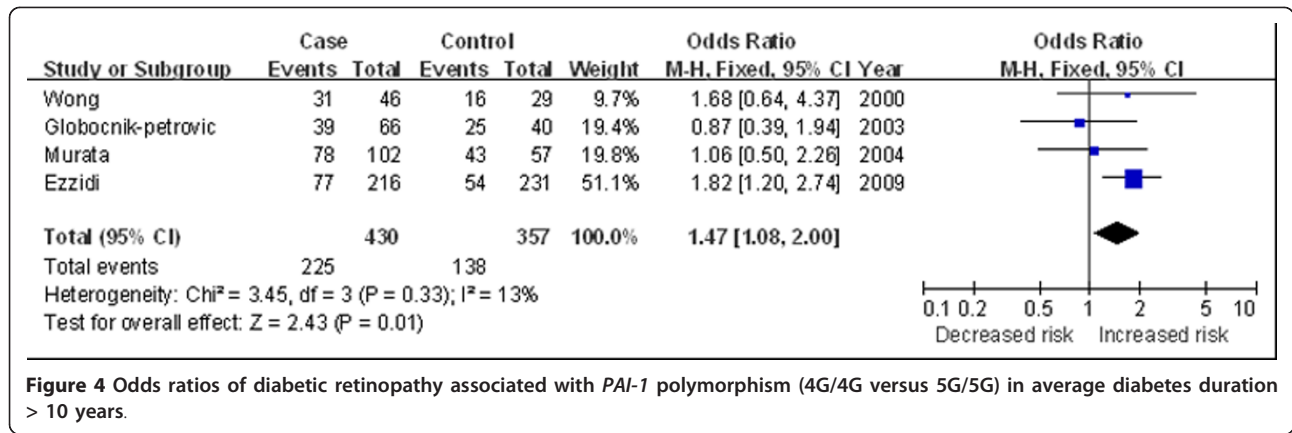 Case Control Odds Ratio Odds Ratio
Study or Subgroup Events Total Events Total Weight M-H, Fixed, 95% CI Year M-H, Fixed, 95% CI
Wong 31 46 16 29 9.7% 1.68 [0.64, 4.37] 2000
Globocnik-petrovic 39 66 25 40 19.4% 0.87 [0.39, 1.94] 2003
Murata 78 102 43 57 19.8% 1.06 [0.50, 2.26] 2004
Ezzidi 77 216 54 231 51.1% 1.82 [1.20, 2.74] 2009
Total (95% CI) 430 357 100.0% 1.47 [1.08, 2.00]
Total events 225 138
Heterogeneity: Chi² = 3.45, df = 3 (P = 0.33); I² = 13%
Test for overall effect: Z = 2.43 (P = 0.01)
0.1 0.2 0.5 1 2 5 10
Decreased risk Increased risk
Figure 4 Odds ratios of diabetic retinopathy associated with PAI-1 polymorphism (4G/4G versus 5G/5G) in average diabetes duration
> 10 years.